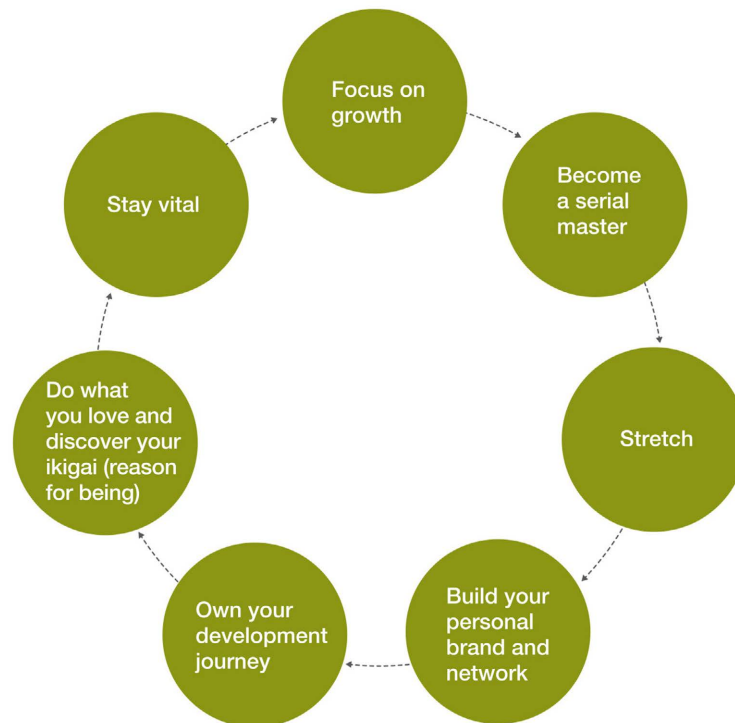 Focus on
growth
Become
a serial
master
Stretch
Build your
personal
brand and
network
Own your
development
journey
Do what
you love and
discover your
ikigai (reason
for being)
Stay vital